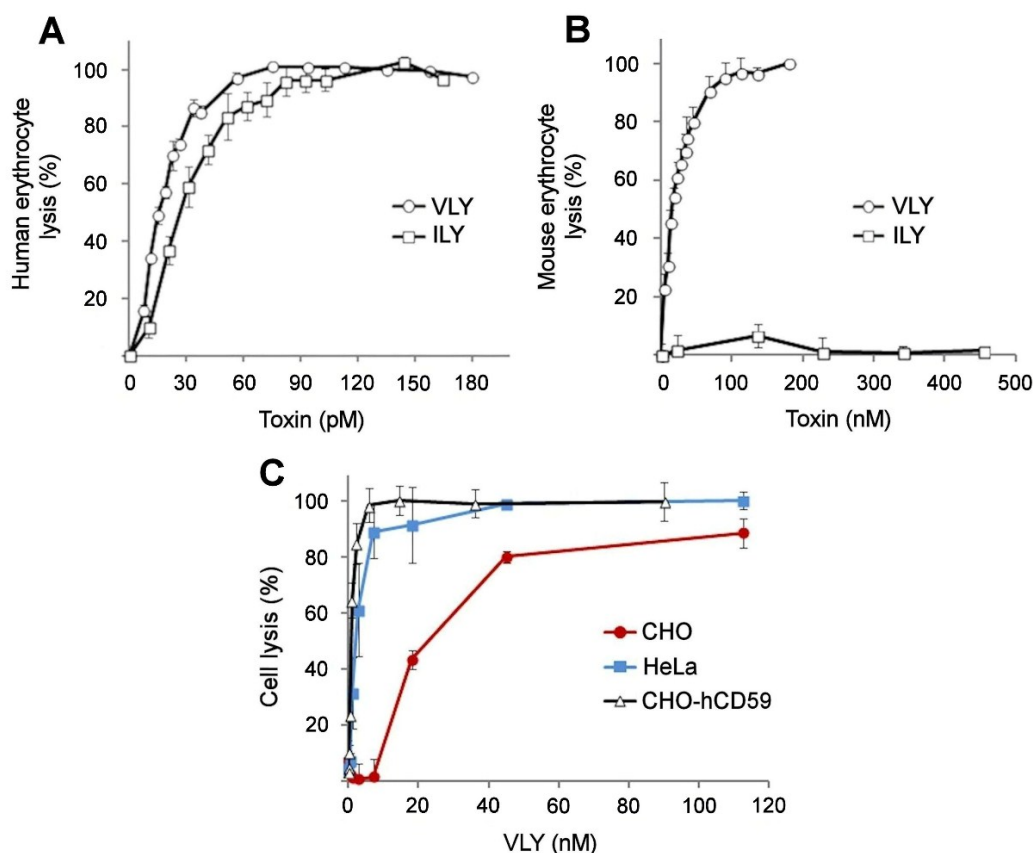 A
100
80
60
40
20
Human erythrocyte
lysis (%)
VLY
ILY
0 30 60 90 120 150 180
Toxin (pM)
B
100
80
60
40
20
Mouse erythrocyte
lysis (%)
VLY
ILY
0 100 200 300 400 500
Toxin (nM)
C
100
80
60
40
20
Cell lysis (%)
CHO
HeLa
CHO-hCD59
0 20 40 60 80 100 120
VLY (nM)